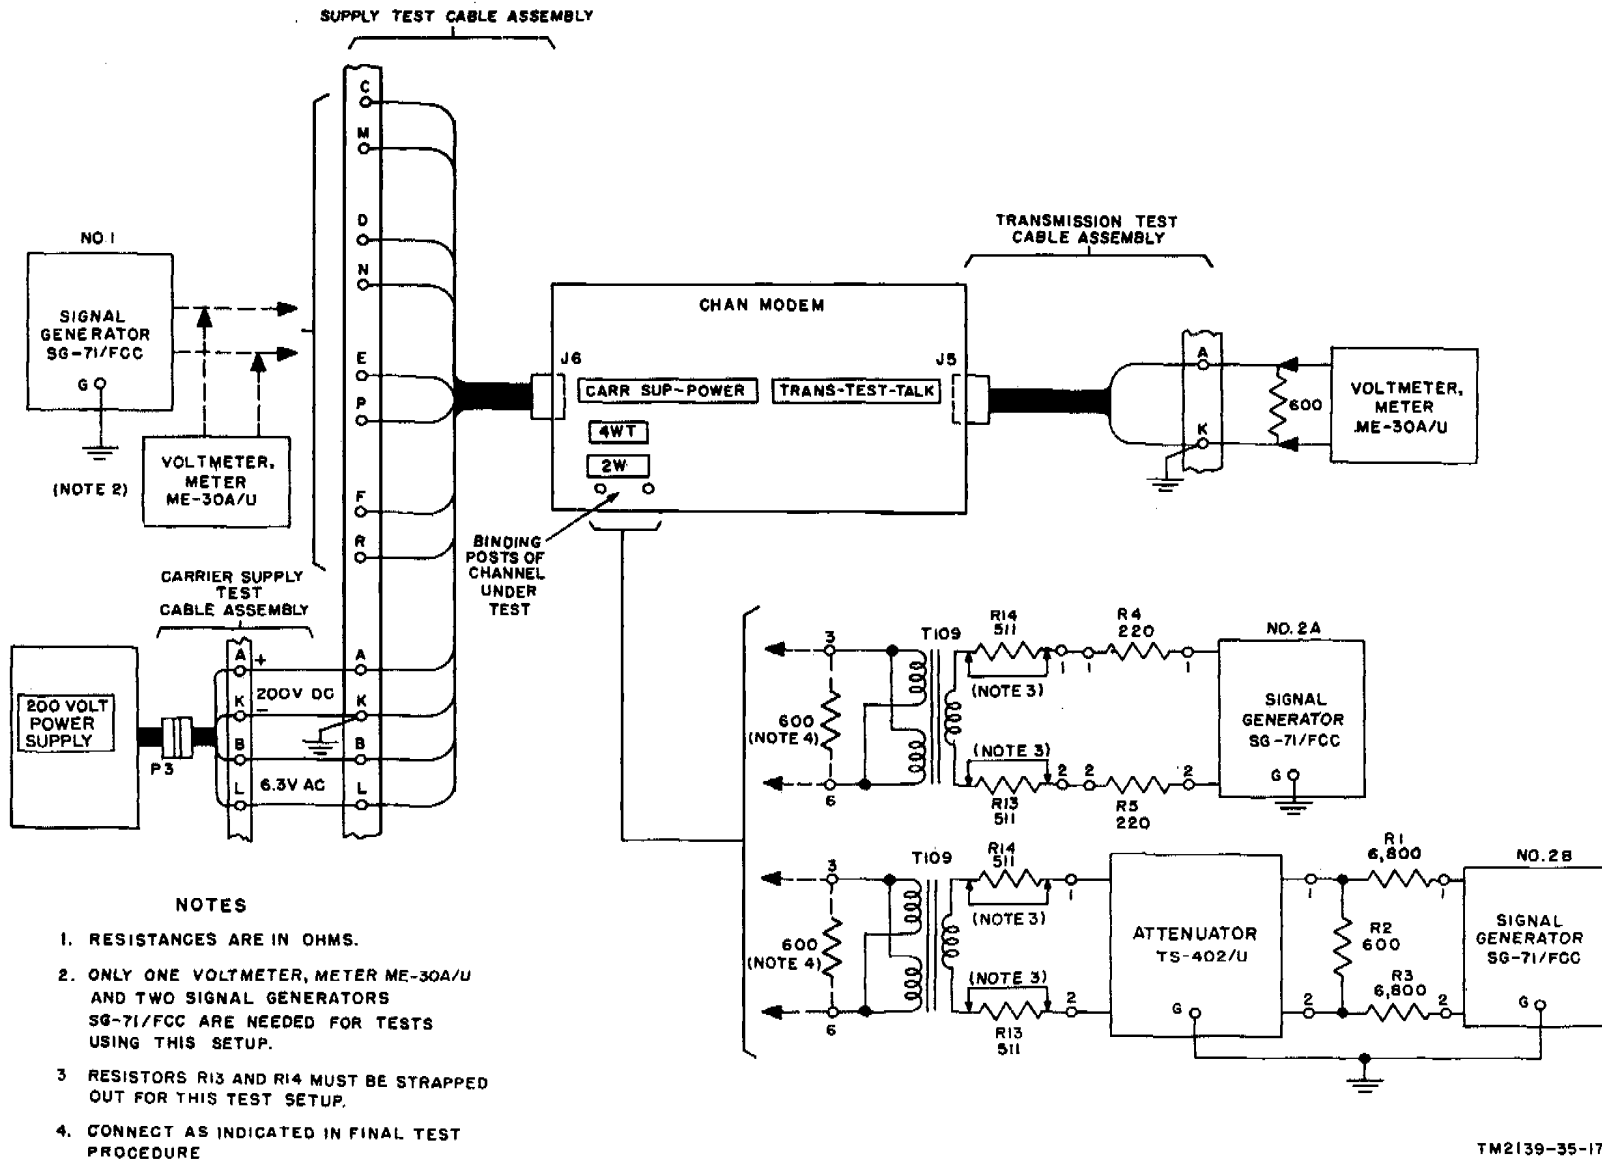 SUPPLY TEST CABLE ASSEMBLY
C
M
D
N
E
P
F
R
NO. 1
SIGNAL
GENERATOR
SG-71/FCC
G
(NOTE 2)
VOLTMETER,
METER
ME-30A/U
CARRIER SUPPLY
TEST
CABLE ASSEMBLY
200 VOLT
POWER
SUPPLY
P3
A
+
A
K
-
200V DC
K
B
B
L
6.3V AC
L
CHAN MODEM
J6
J5
CARR SUP-POWER
TRANS-TEST-TALK
4WT
2W
BINDING
POSTS OF
CHANNEL
UNDER
TEST
TRANSMISSION TEST
CABLE ASSEMBLY
A
K
600
VOLTMETER,
METER
ME-30A/U
3
600
(NOTE 4)
6
T109
R14
511
(NOTE 3)
(NOTE 3)
R13
511
1
1
R4
220
1
2
2
R5
220
2
NO. 2A
SIGNAL
GENERATOR
SG-71/FCC
G
3
600
(NOTE 4)
6
T109
R14
511
(NOTE 3)
(NOTE 3)
R13
511
1
2
ATTENUATOR
TS-402/U
G
1
2
R1
6,800
1
R2
600
R3
6,800
2
NO. 2B
SIGNAL
GENERATOR
SG-71/FCC
G
NOTES
1. RESISTANCES ARE IN OHMS.
2. ONLY ONE VOLTMETER, METER ME-30A/U
AND TWO SIGNAL GENERATORS
SG-71/FCC ARE NEEDED FOR TESTS
USING THIS SETUP.
3 RESISTORS R13 AND R14 MUST BE STRAPPED
OUT FOR THIS TEST SETUP.
4. CONNECT AS INDICATED IN FINAL TEST
PROCEDURE
TM2139-35-17